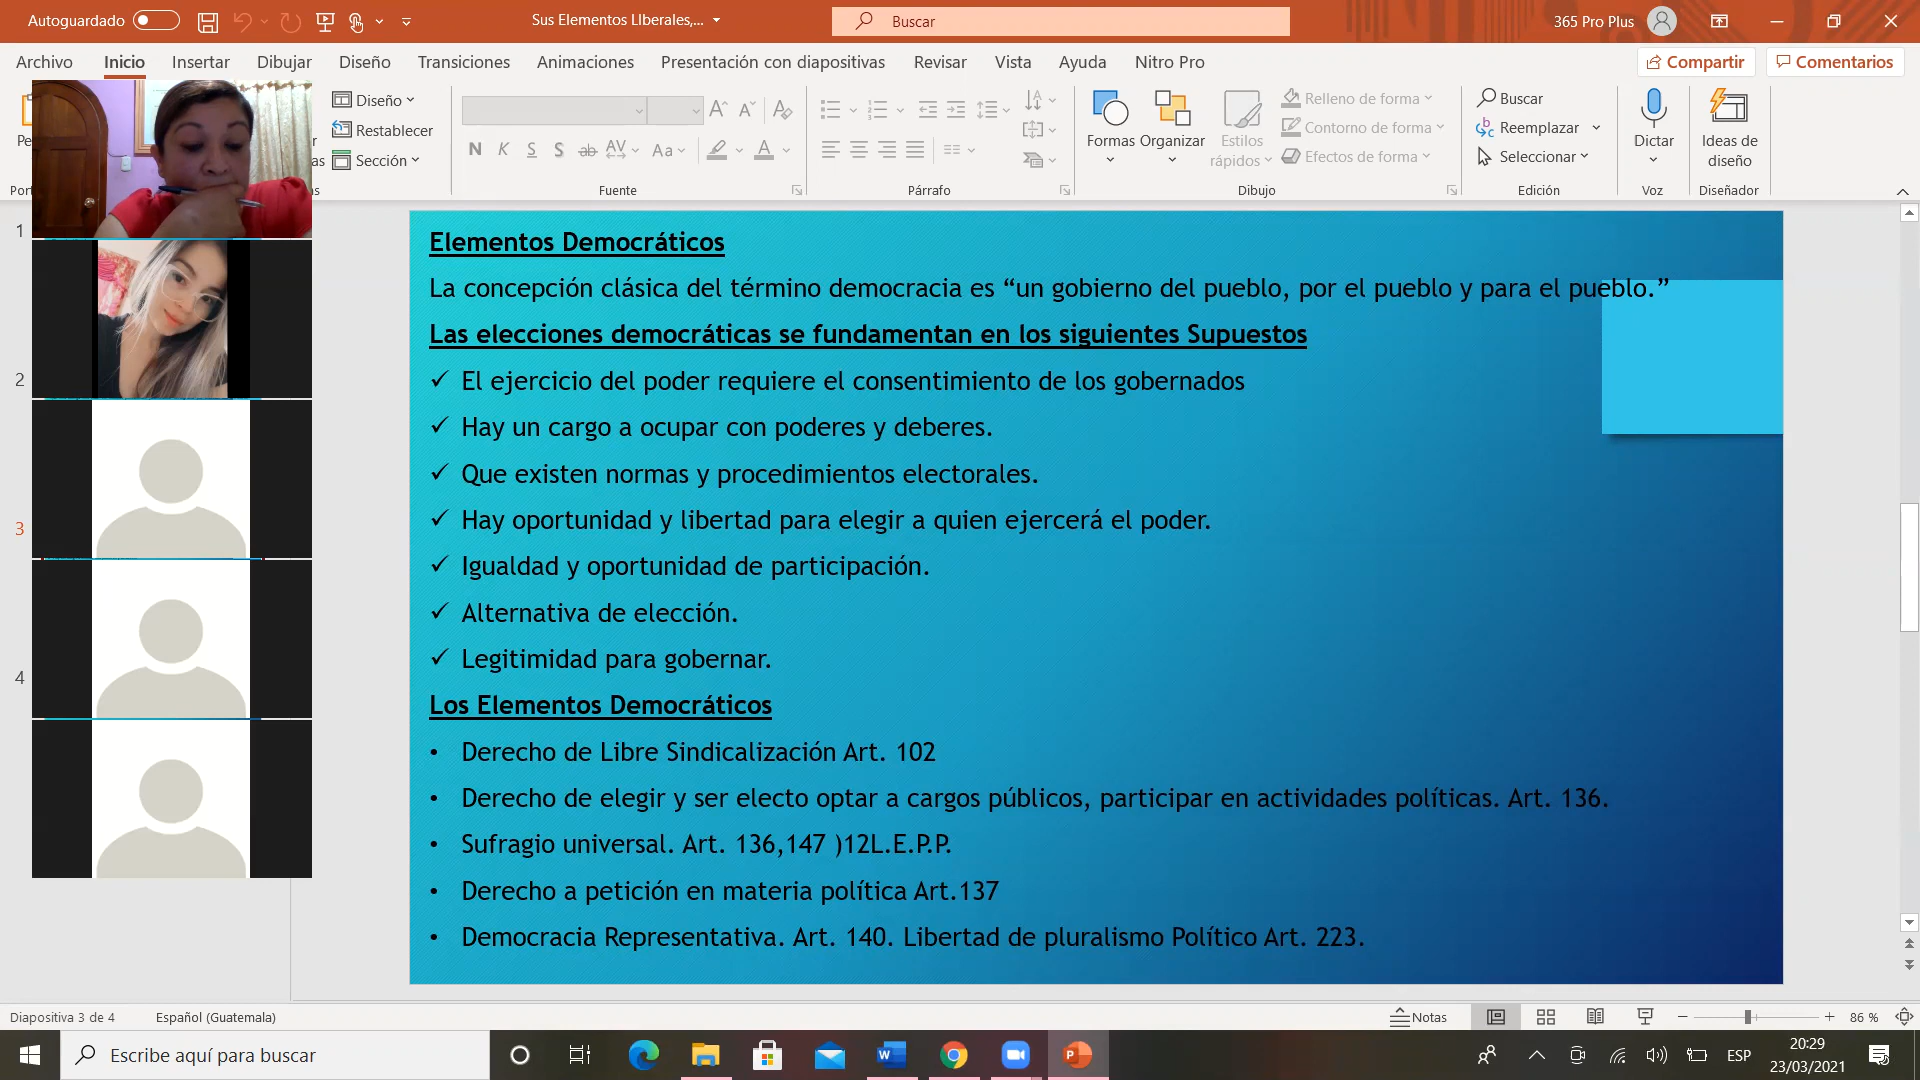 Autoguardado
Sus Elementos LIberales,...
Buscar
365 Pro Plus
Archivo
Inicio
Insertar
Dibujar
Diseño
Transiciones
Animaciones
Presentación con diapositivas
Revisar
Vista
Ayuda
Nitro Pro
Compartir
Comentarios
Diseño
Restablecer
Sección
N K S S ab AV Aa A
Fuente
Párrafo
Formas
Organizar
Estilos rápidos
Relleno de forma
Contorno de forma
Efectos de forma
Dibujo
Buscar
Reemplazar
Seleccionar
Edición
Dictar
Voz
Ideas de diseño
Diseñador
1
2
3
4
Elementos Democráticos
La concepción clásica del término democracia es “un gobierno del pueblo, por el pueblo y para el pueblo.”
Las elecciones democráticas se fundamentan en los siguientes Supuestos
✓ El ejercicio del poder requiere el consentimiento de los gobernados
✓ Hay un cargo a ocupar con poderes y deberes.
✓ Que existen normas y procedimientos electorales.
✓ Hay oportunidad y libertad para elegir a quien ejercerá el poder.
✓ Igualdad y oportunidad de participación.
✓ Alternativa de elección.
✓ Legitimidad para gobernar.
Los Elementos Democráticos
• Derecho de Libre Sindicalización Art. 102
• Derecho de elegir y ser electo optar a cargos públicos, participar en actividades políticas. Art. 136.
• Sufragio universal. Art. 136,147 )12L.E.P.P.
• Derecho a petición en materia política Art.137
• Democracia Representativa. Art. 140. Libertad de pluralismo Político Art. 223.
Diapositiva 3 de 4
Español (Guatemala)
Notas
86 %
Escribe aquí para buscar
ESP
20:29
23/03/2021